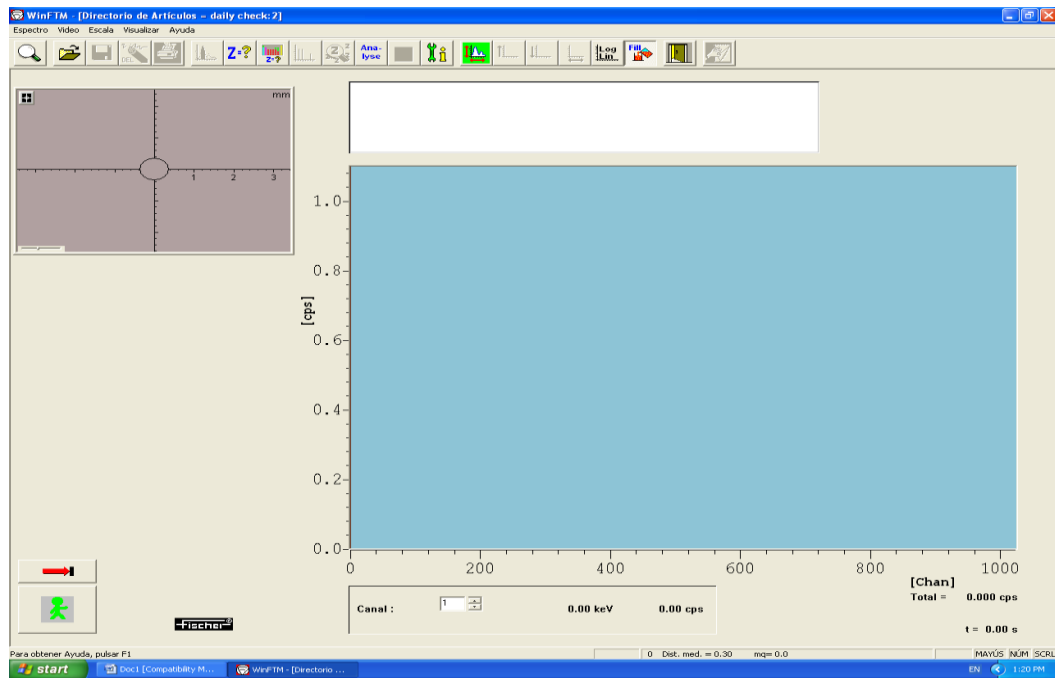 WinFTM - [Directorio de Artículos – daily check:2]
Espectro Video Escala Visualizar Ayuda
DEL Z=? Z-? Z Ana-lyse Log Lin Fill
mm
1 2 3
[cps]
1.0
0.8
0.6
0.4
0.2
0.0
0 200 400 600 800 1000
[Chan]
Canal : 1 0.00 keV 0.00 cps
Total = 0.000 cps
t = 0.00 s
Fischer®
Para obtener Ayuda, pulsar F1 0 Dist. med. = 0.30 mq= 0.0 MAYÚS NÚM SCRL
start Doc1 [Compatibility M... WinFTM - [Directorio ... EN 1:20 PM